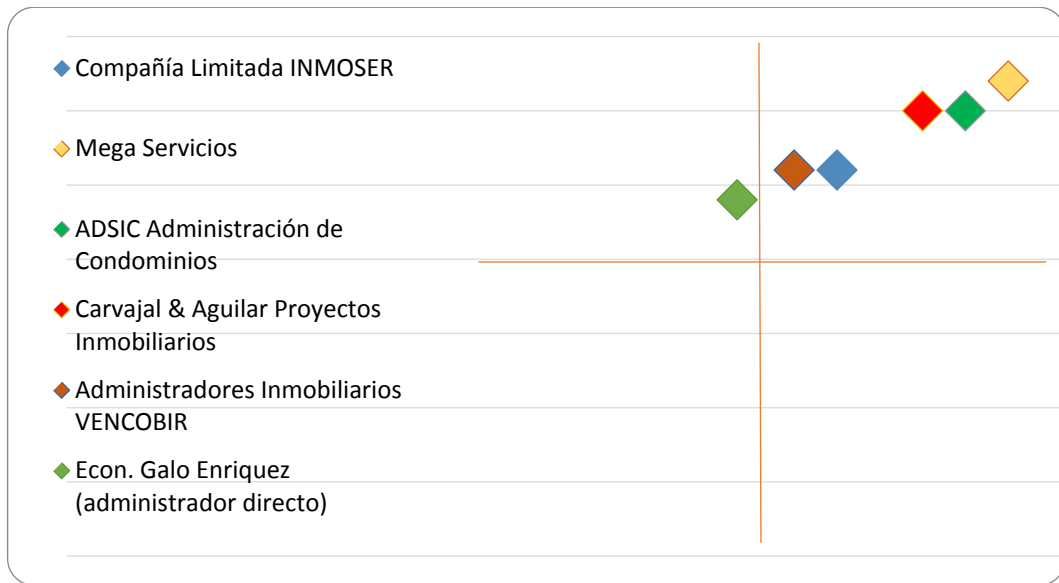 Compañía Limitada INMOSER
Mega Servicios
ADSIC Administración de
Condominios
Carvajal & Aguilar Proyectos
Inmobiliarios
Administradores Inmobiliarios
VENCOBIR
Econ. Galo Enriquez
(administrador directo)